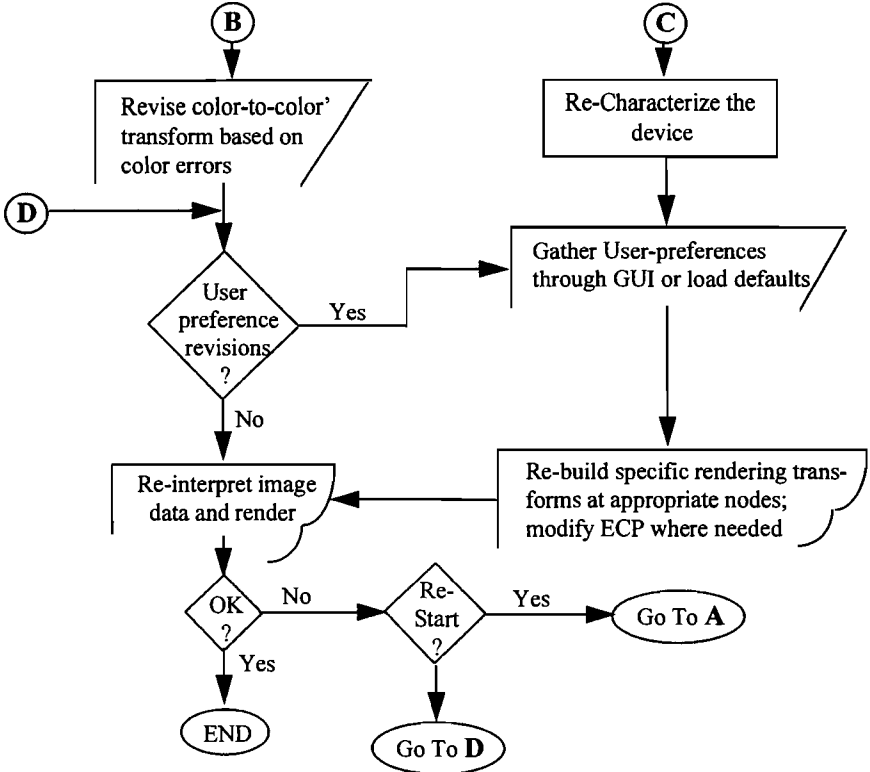 B
C
Revise color-to-color’
transform based on
color errors
Re-Characterize the
device
D
Gather User-preferences
through GUI or load defaults
User
preference
revisions
?
Yes
No
Re-interpret image
data and render
Re-build specific rendering trans-
forms at appropriate nodes;
modify ECP where needed
OK
?
No
Re-
Start
?
Yes
Go To A
Yes
END
Go To D